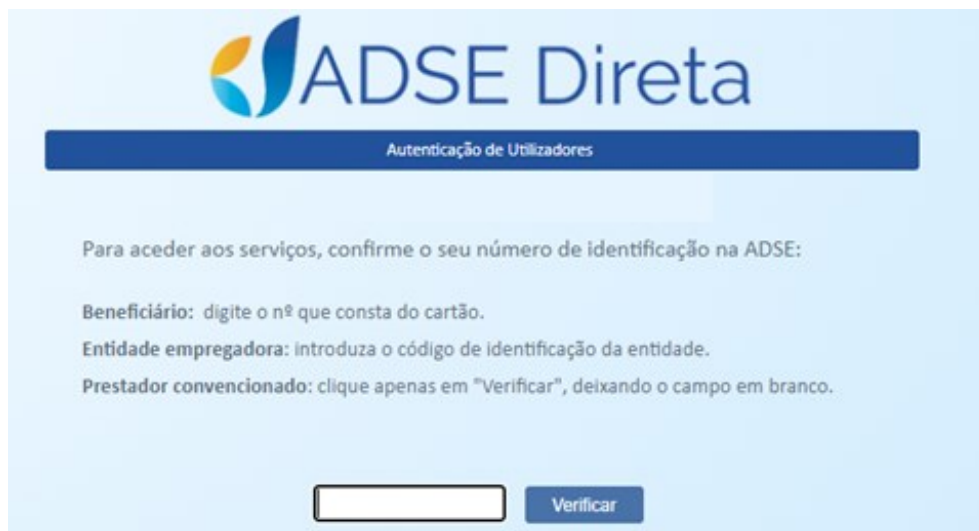 ADSE Direta
Autenticação de Utilizadores
Para aceder aos serviços, confirme o seu número de identificação na ADSE:
Beneficiário: digite o nº que consta do cartão.
Entidade empregadora: introduza o código de identificação da entidade.
Prestador convencionado: clique apenas em "Verificar", deixando o campo em branco.
Verificar